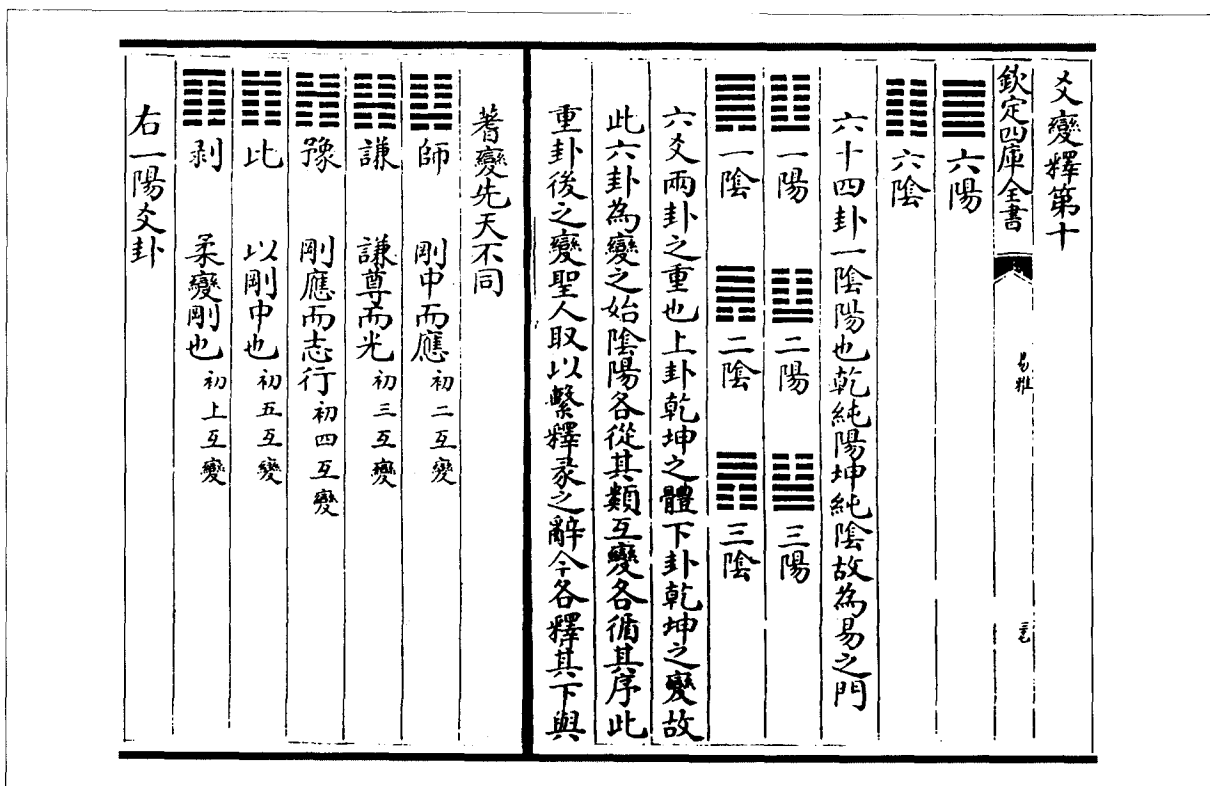 爻變釋第十
欽定四庫全書
易雅
六陽
六陰
六十四卦一陰陽也乾純陽坤純陰故為易之門
一陽 二陽 三陽
一陰 二陰 三陰
六爻兩卦之重也上卦乾坤之體下卦乾坤之變故
此六卦為變之始陰陽各從其類互變各循其序此
重卦後之變聖人取以繫釋彖之辭今各釋其下與
蓍變先天不同
師 剛中而應初二互變
謙 謙尊而光初三互變
豫 剛應而志行初四互變
比 以剛中也初五互變
剥 柔變剛也初上互變
右一陽爻卦